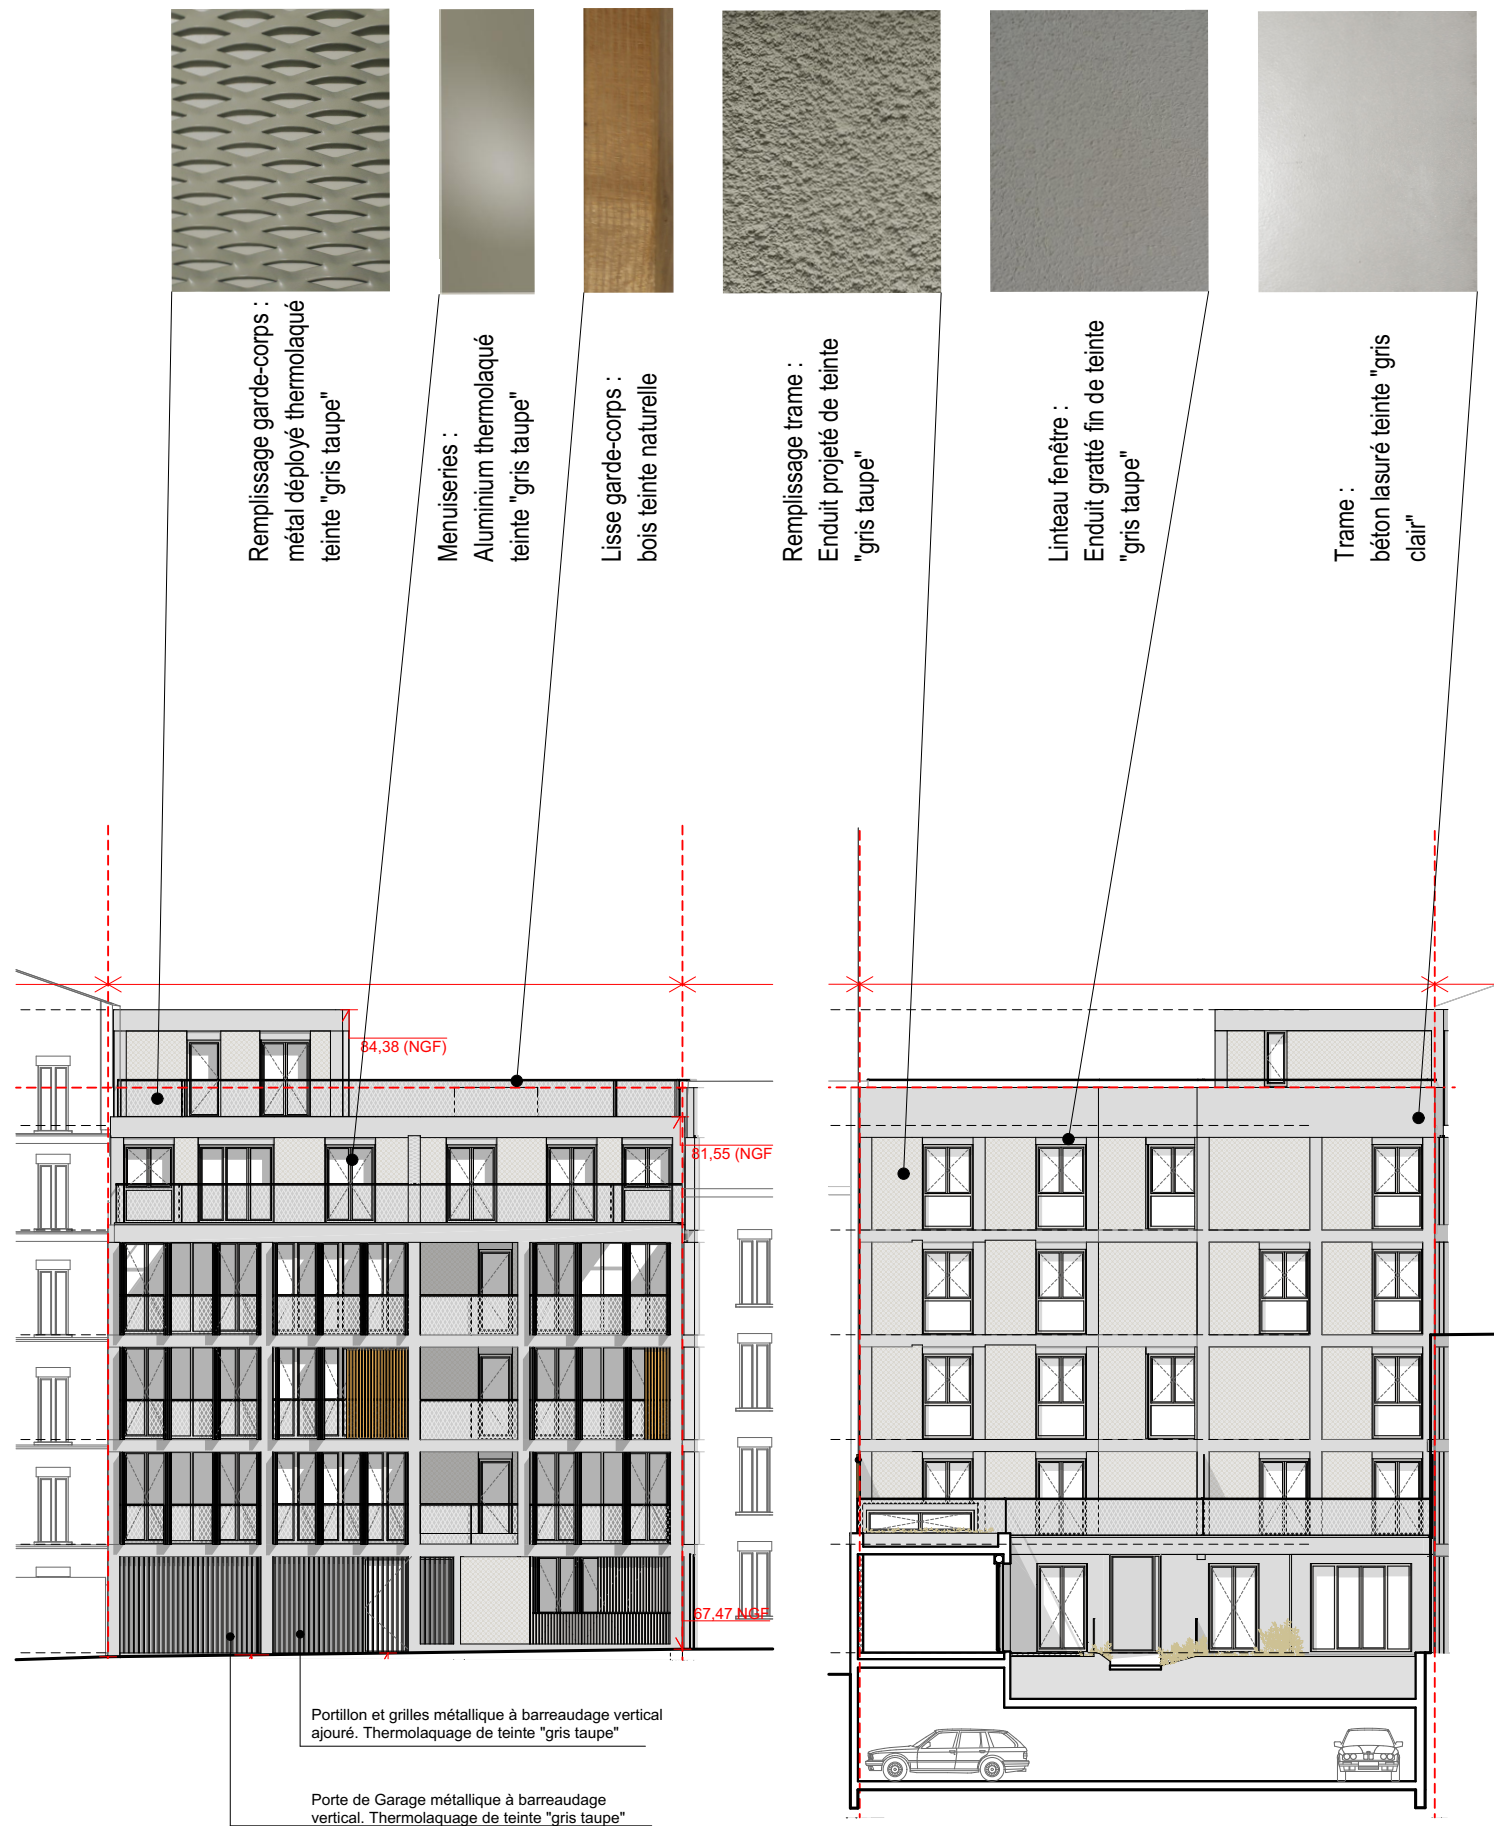 Remplissage garde-corps :
métal déployé thermolaqué
teinte "gris taupe"
Menuiseries :
Aluminium thermolaqué
teinte "gris taupe"
Lisse garde-corps :
bois teinte naturelle
Remplissage trame :
Enduit projeté de teinte
"gris taupe"
Linteau fenêtre :
Enduit gratté fin de teinte
"gris taupe"
Trame :
béton lasuré teinte "gris
clair"
84,38 (NGF)
81,55 (NGF
67,47 NGF
Portillon et grilles métallique à barreaudage vertical
ajouré. Thermolaquage de teinte "gris taupe"
Porte de Garage métallique à barreaudage
vertical. Thermolaquage de teinte "gris taupe"